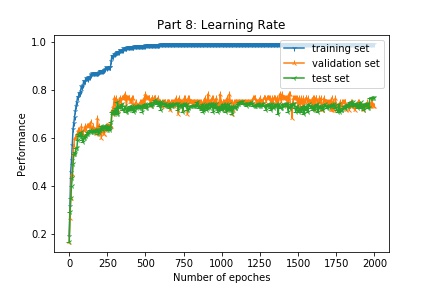 Part 8: Learning Rate
1.0
0.8
0.6
0.4
0.2
Performance
training set
validation set
test set
0 250 500 750 1000 1250 1500 1750 2000
Number of epoches